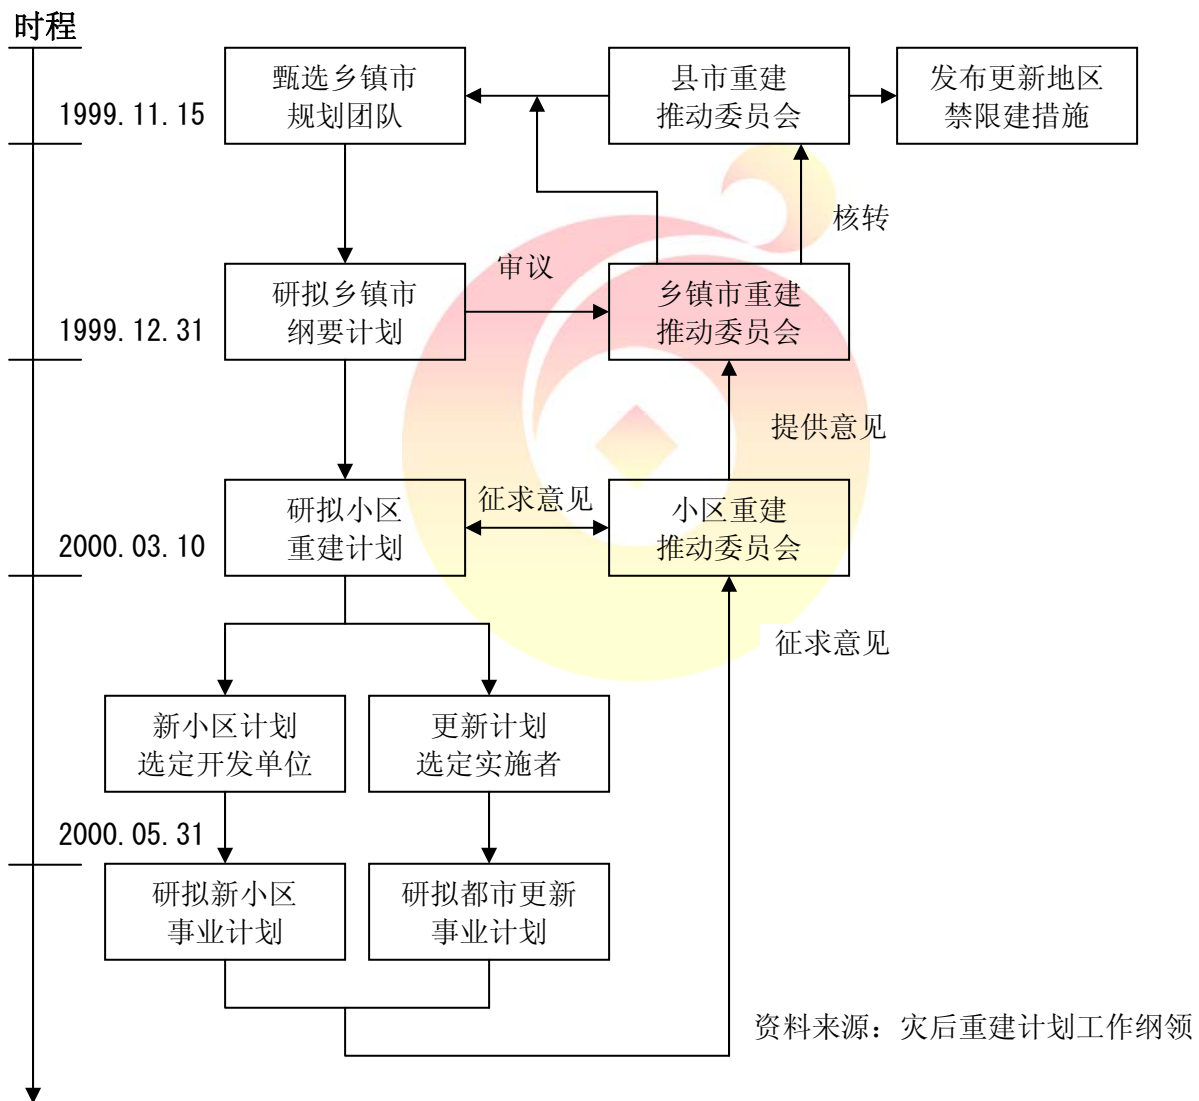 时程
甄选乡镇市
规划团队
县市重建
推动委员会
发布更新地区
禁限建措施
1999.11.15
核转
审议
研拟乡镇市
纲要计划
乡镇市重建
推动委员会
1999.12.31
提供意见
研拟小区
重建计划
征求意见
小区重建
推动委员会
2000.03.10
征求意见
新小区计划
选定开发单位
更新计划
选定实施者
2000.05.31
研拟新小区
事业计划
研拟都市更新
事业计划
资料来源：灾后重建计划工作纲领